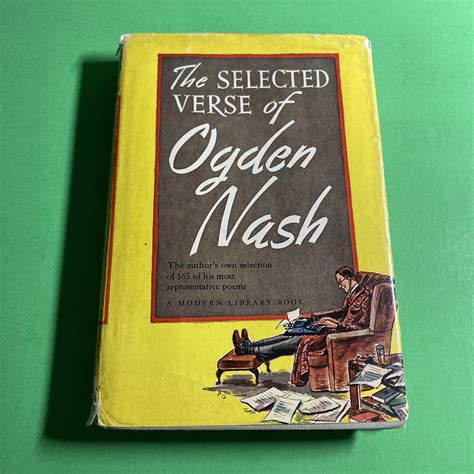 The SELECTED
VERSE of
Ogden
Nash
The author's own selection
of 165 of his most
representative poems
A MODERN LIBRARY BOOK